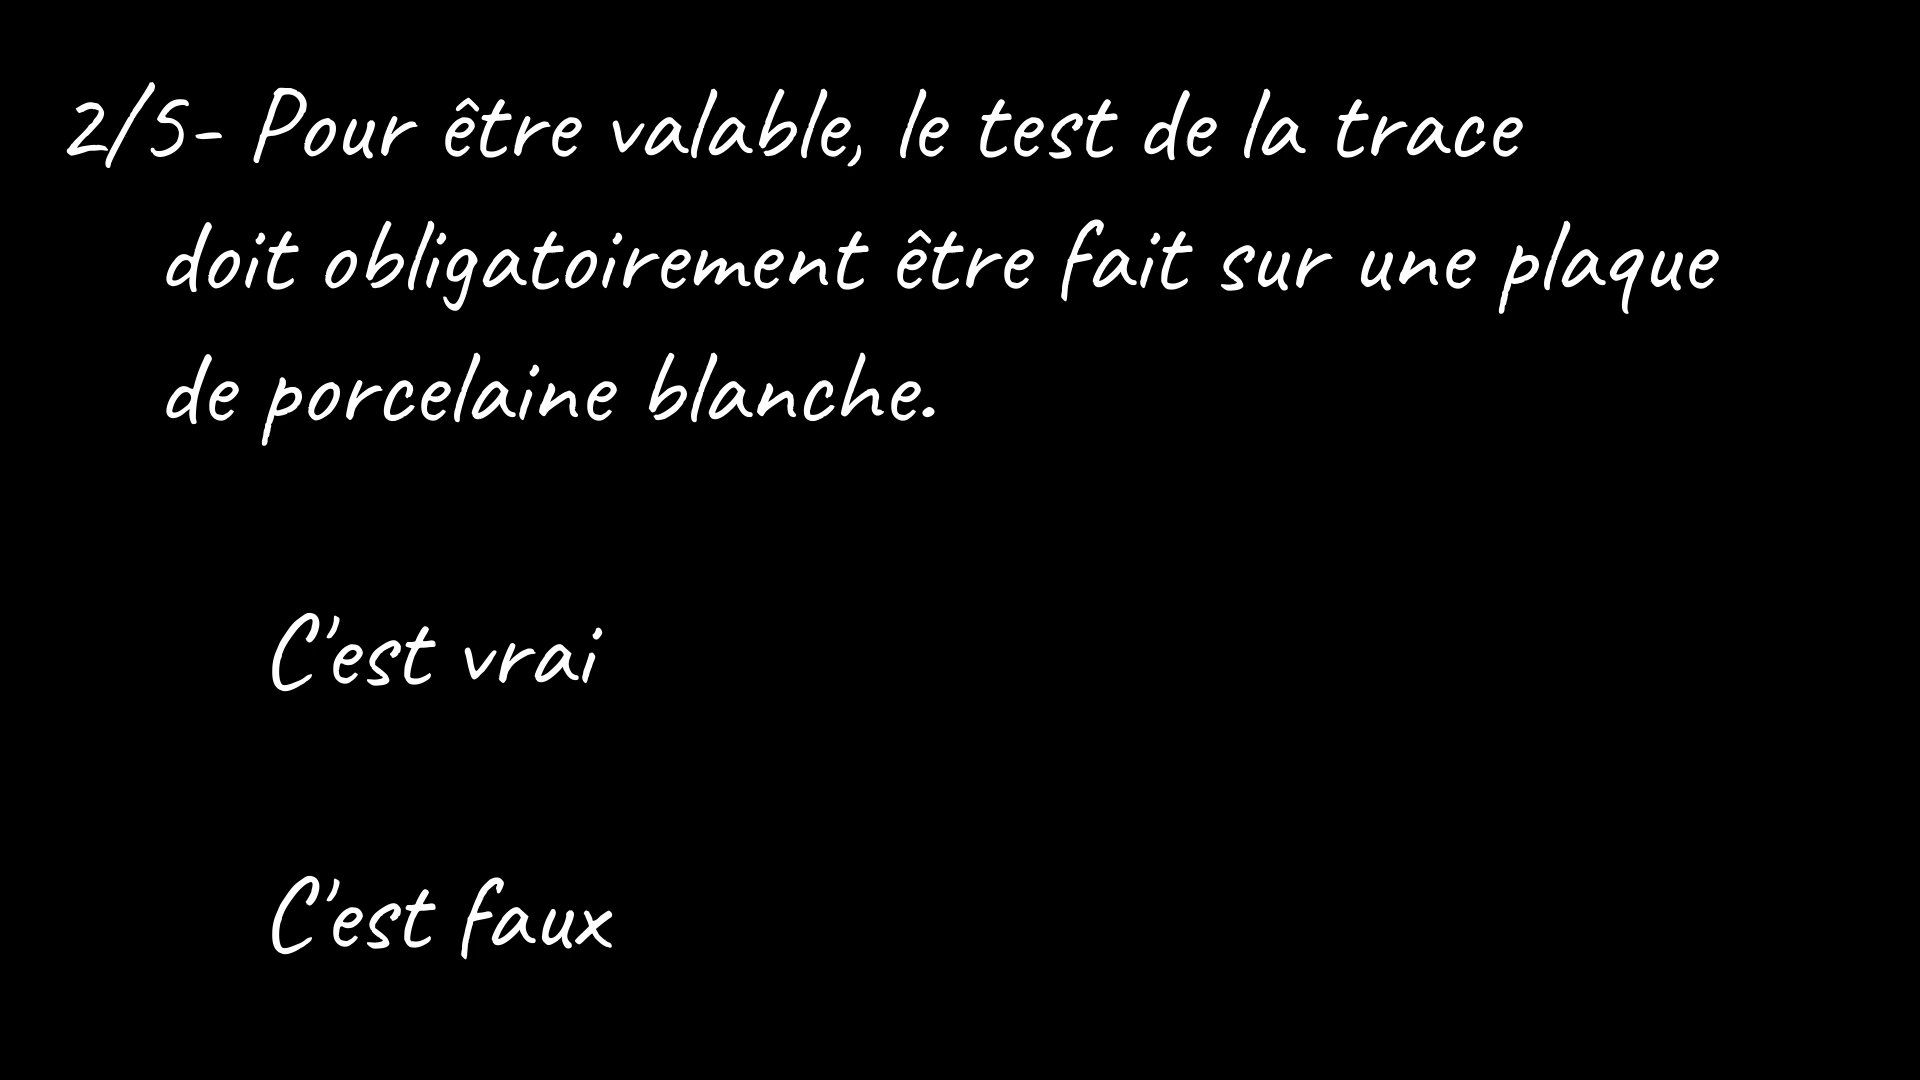 2/5- Pour être valable, le test de la trace
doit obligatoirement être fait sur une plaque
de porcelaine blanche.
C'est vrai
C'est faux